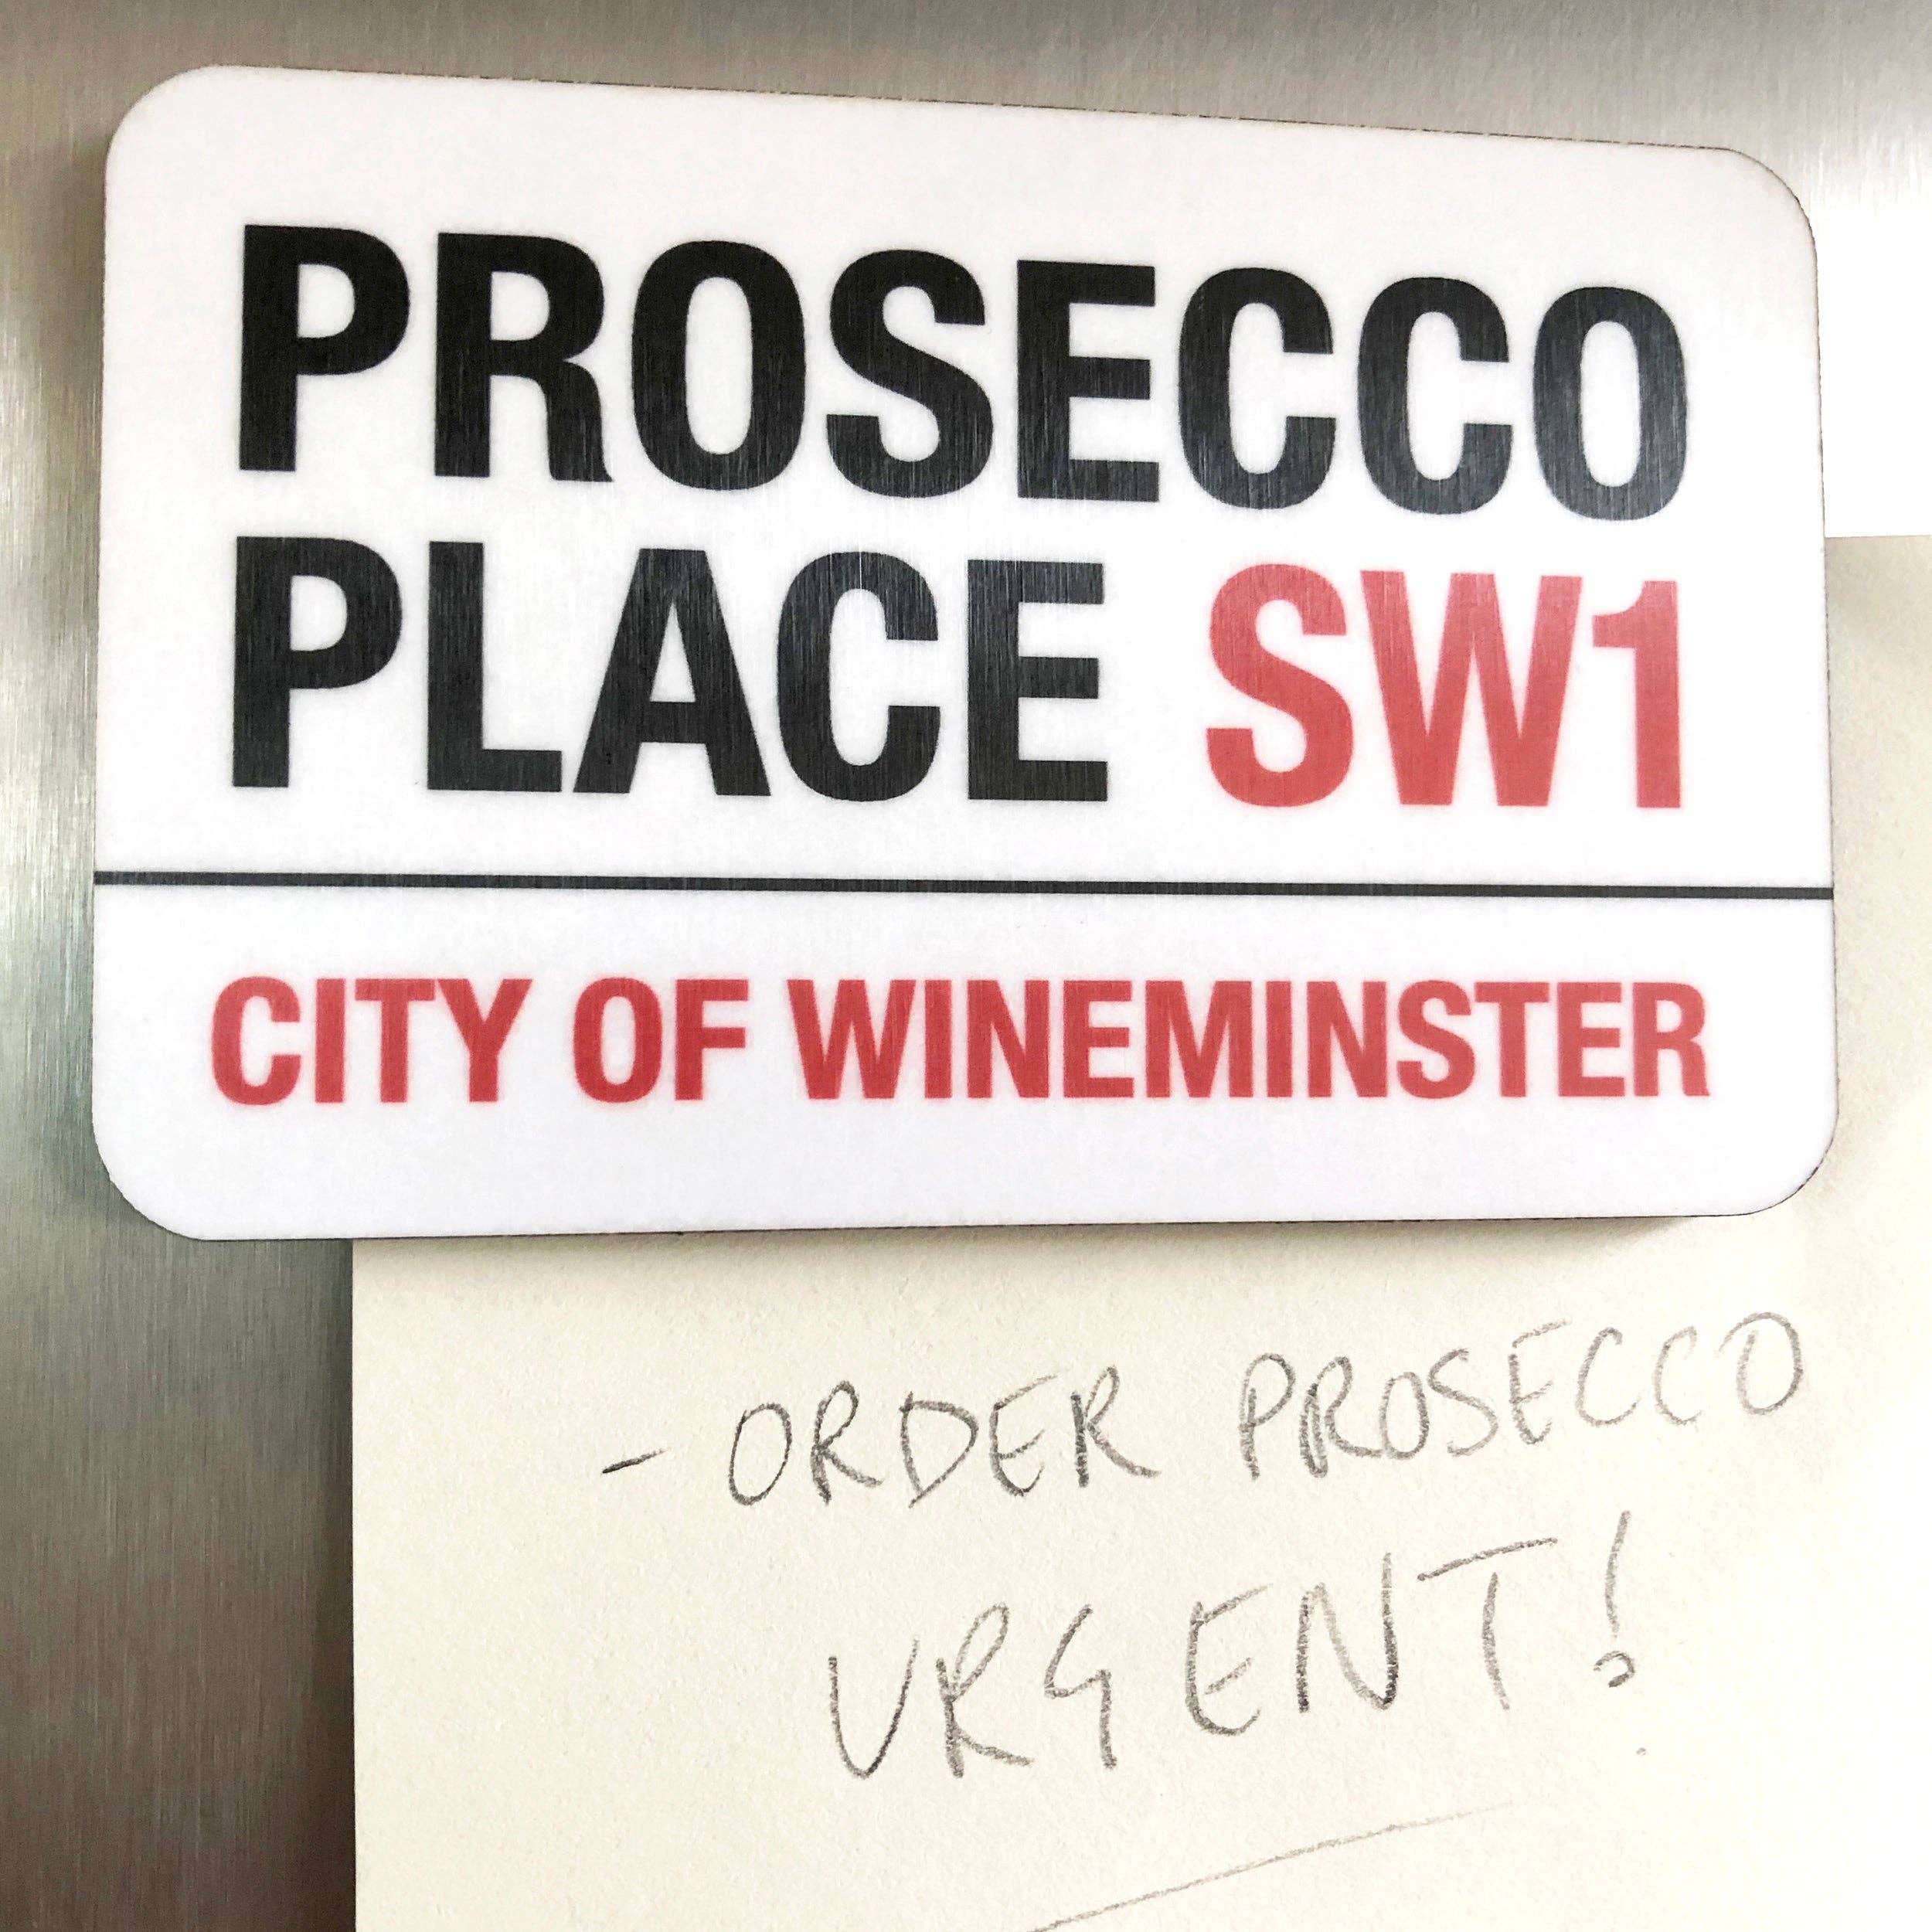 PROSECCO
PLACE SW1
CITY OF WINEMINSTER
- ORDER PROSECCO
URGENT!